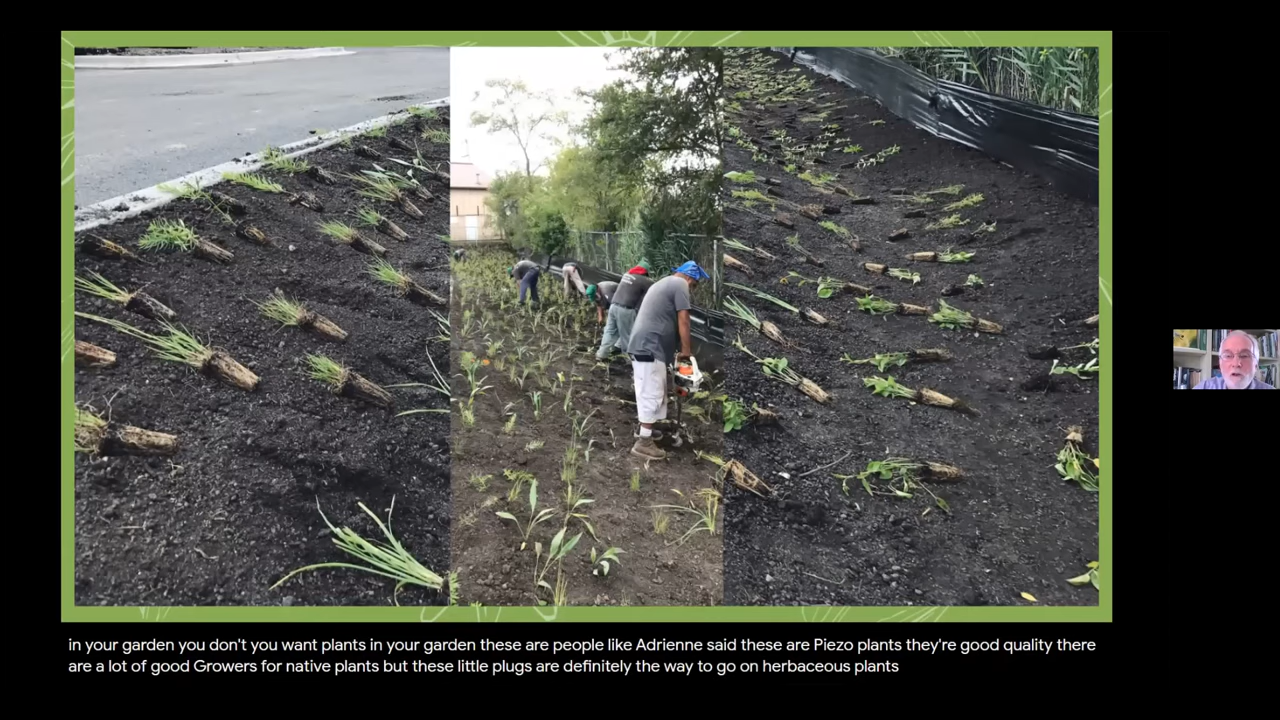 in your garden you don't you want plants in your garden these are people like Adrienne said these are Piezo plants they're good quality there
are a lot of good Growers for native plants but these little plugs are definitely the way to go on herbaceous plants